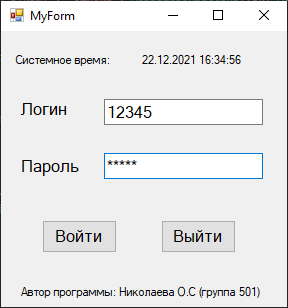 MyForm
Системное время: 22.12.2021 16:34:56
Логин 12345
Пароль *****
Войти Выйти
Автор программы: Николаева О.С (группа 501)